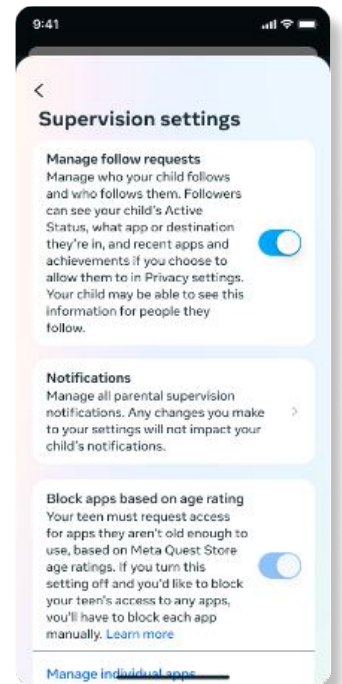 9:41
Supervision settings
Manage follow requests
Manage who your child follows
and who follows them. Followers
can see your child's Active
Status, what app or destination
they're in, and recent apps and
achievements if you choose to
allow them to in Privacy settings.
Your child may be able to see this
information for people they
follow.
Notifications
Manage all parental supervision
notifications. Any changes you make
to your settings will not impact your
child's notifications.
Block apps based on age rating
Your teen must request access
for apps they aren't old enough to
use, based on Meta Quest Store
age ratings. If you turn this
setting off and you'd like to block
your teen's access to any apps,
you'll have to block each app
manually. Learn more
Manage individual apps